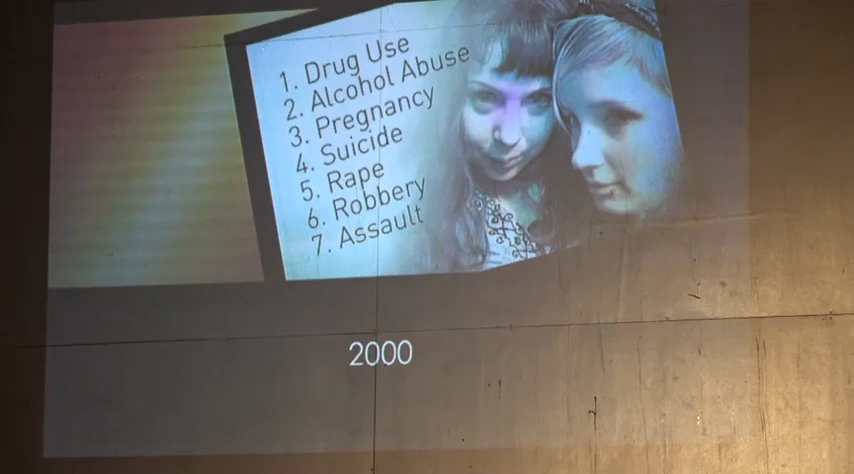 1. Drug Use
2. Alcohol Abuse
3. Pregnancy
4. Suicide
5. Rape
6. Robbery
7. Assault
2000